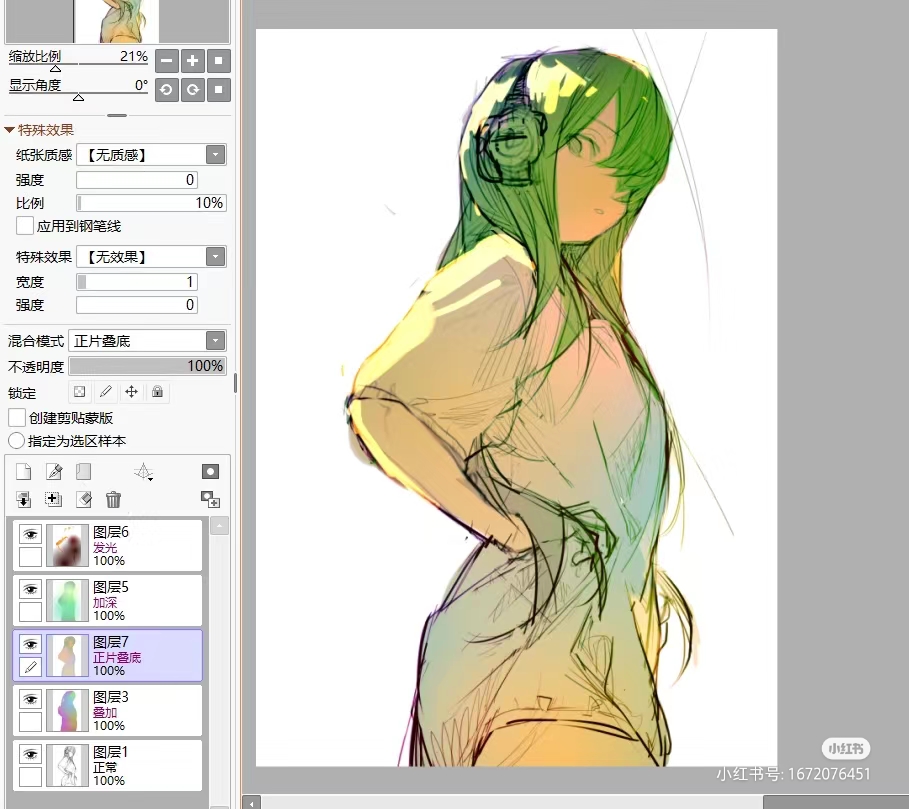 缩放比例 21%
显示角度 0°
特殊效果
纸张质感 【无质感】
强度 0
比例 10%
应用到钢笔线
特殊效果 【无效果】
宽度 1
强度 0
混合模式 正片叠底
不透明度 100%
锁定
创建剪贴蒙版
指定为选区样本
图层6
发光
100%
图层5
加深
100%
图层7
正片叠底
100%
图层3
叠加
100%
图层1
正常
100%
小红书
小红书号: 1672076451